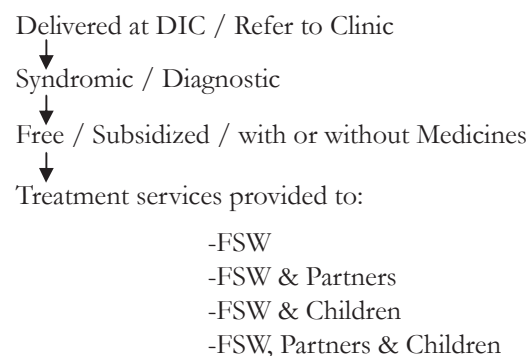 Delivered at DIC / Refer to Clinic
Syndromic / Diagnostic
Free / Subsidized / with or without Medicines
Treatment services provided to:
-FSW
-FSW & Partners
-FSW & Children
-FSW, Partners & Children